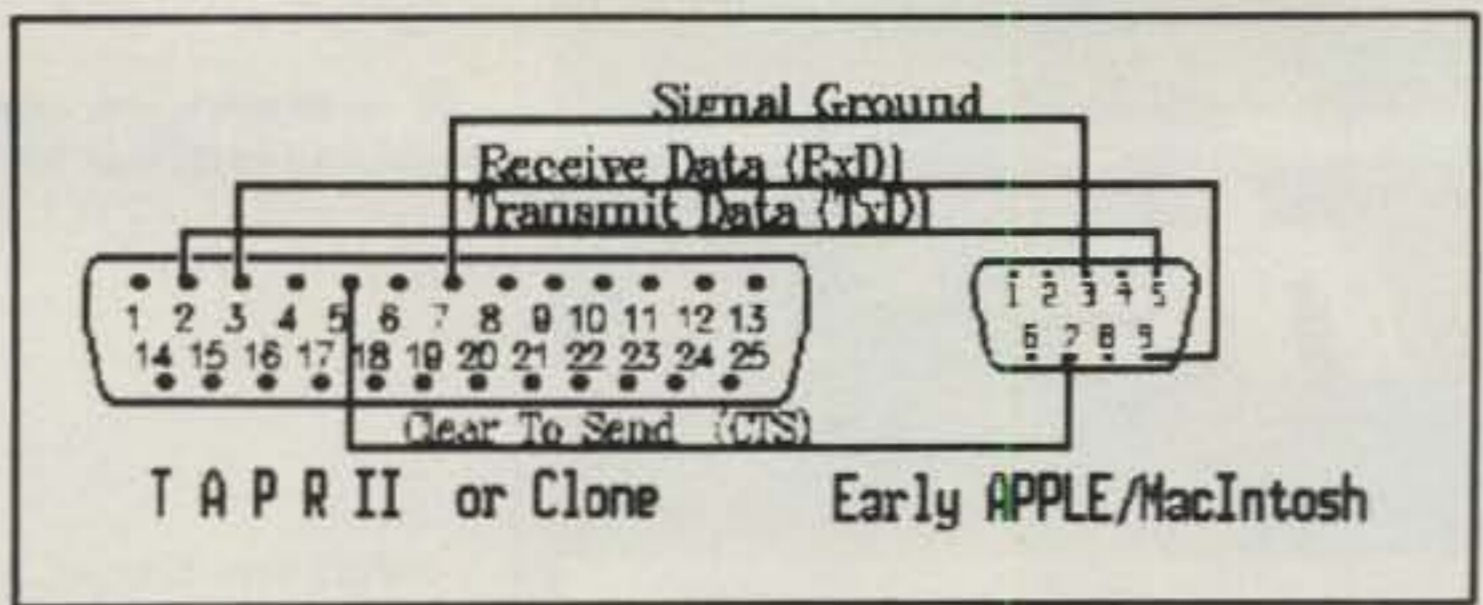 Signal Ground
Receive Data (RxD)
Transmit Data (TxD)
1 2 3 4 5 6 7 8 9 10 11 12 13
14 15 16 17 18 19 20 21 22 23 24 25
1 2 3 4 5
6 7 8 9
Clear To Send (CTS)
T A P R II or Clone
Early APPLE/MacIntosh